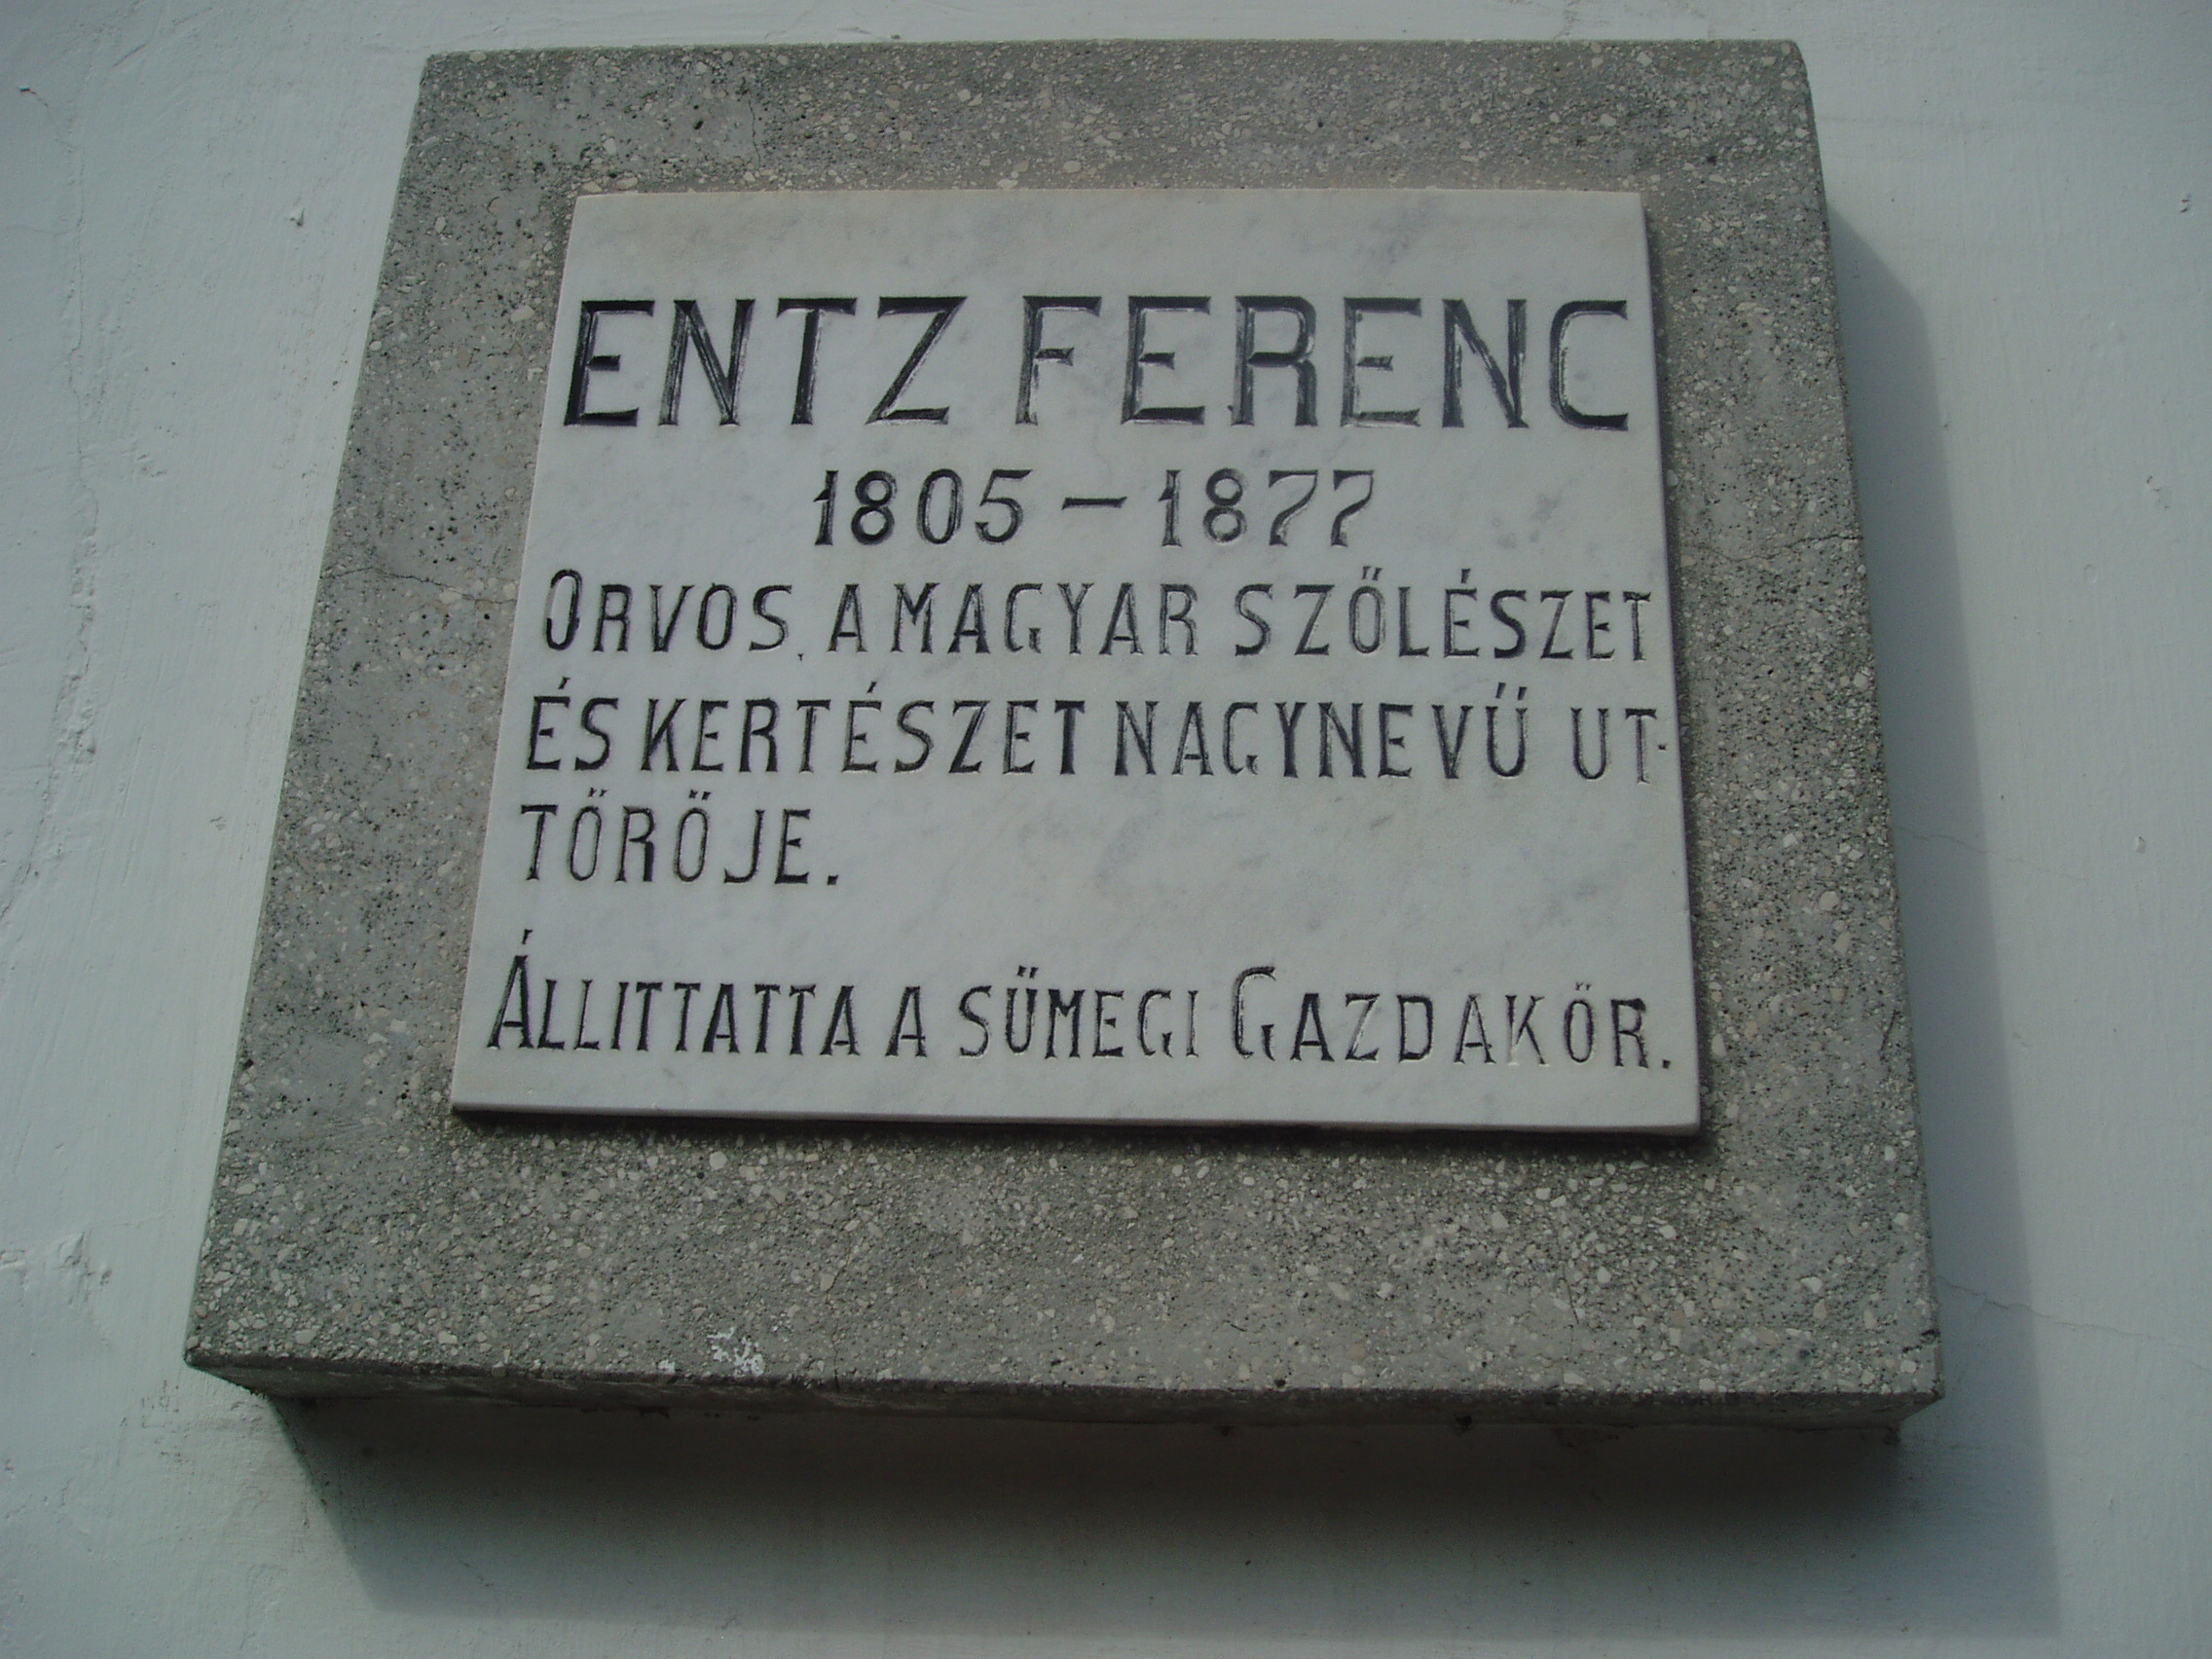 ENTZ FERENC
1805 – 1877
ORVOS, A MAGYAR SZŐLÉSZET
ÉS KERTÉSZET NAGYNEVŰ UT-
TÖRŐJE.
ÁLLITTATTA A SÜMEGI GAZDAKÖR.